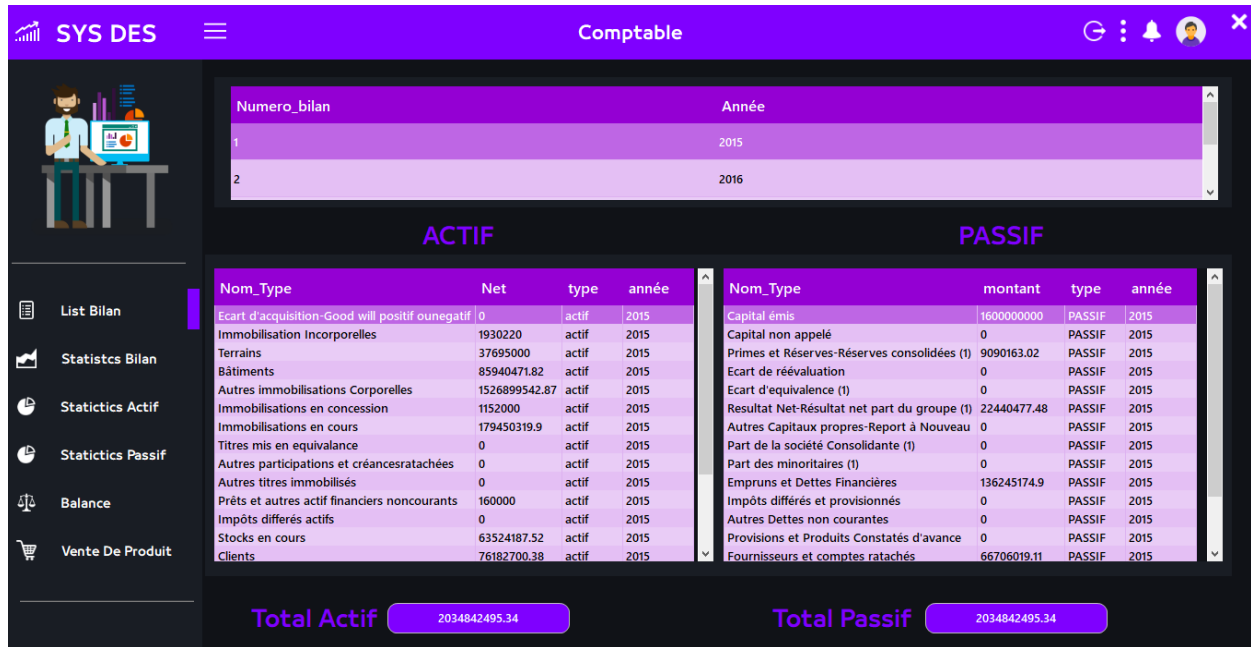 SYS DES
Comptable
Numero_bilan Année
1 2015
2 2016
ACTIF
PASSIF
Nom_Type Net type année
Ecart d'acquisition-Good will positif ounegatif 0 actif 2015
Immobilisation Incorporelles 1930220 actif 2015
Terrains 37695000 actif 2015
Bâtiments 85940471.82 actif 2015
Autres immobilisations Corporelles 1526899542.87 actif 2015
Immobilisations en concession 1152000 actif 2015
Immobilisations en cours 179450319.9 actif 2015
Titres mis en equivalance 0 actif 2015
Autres participations et créancesratachées 0 actif 2015
Autres titres immobilisés 0 actif 2015
Prêts et autres actif financiers noncourants 160000 actif 2015
Impôts differés actifs 0 actif 2015
Stocks en cours 63524187.52 actif 2015
Clients 76182700.38 actif 2015
Nom_Type montant type année
Capital émis 1600000000 PASSIF 2015
Capital non appelé 0 PASSIF 2015
Primes et Réserves-Réserves consolidées (1) 9090163.02 PASSIF 2015
Ecart de réévaluation 0 PASSIF 2015
Ecart d'equivalence (1) 0 PASSIF 2015
Resultat Net-Résultat net part du groupe (1) 22440477.48 PASSIF 2015
Autres Capitaux propres-Report à Nouveau 0 PASSIF 2015
Part de la société Consolidante (1) 0 PASSIF 2015
Part des minoritaires (1) 0 PASSIF 2015
Empruns et Dettes Financières 136245174.9 PASSIF 2015
Impôts différés et provisionnés 0 PASSIF 2015
Autres Dettes non courantes 0 PASSIF 2015
Provisions et Produits Constatés d'avance 0 PASSIF 2015
Fournisseurs et comptes ratachés 66706019.11 PASSIF 2015
List Bilan
Statistcs Bilan
Statictics Actif
Statictics Passif
Balance
Vente De Produit
Total Actif 2034842495.34
Total Passif 2034842495.34